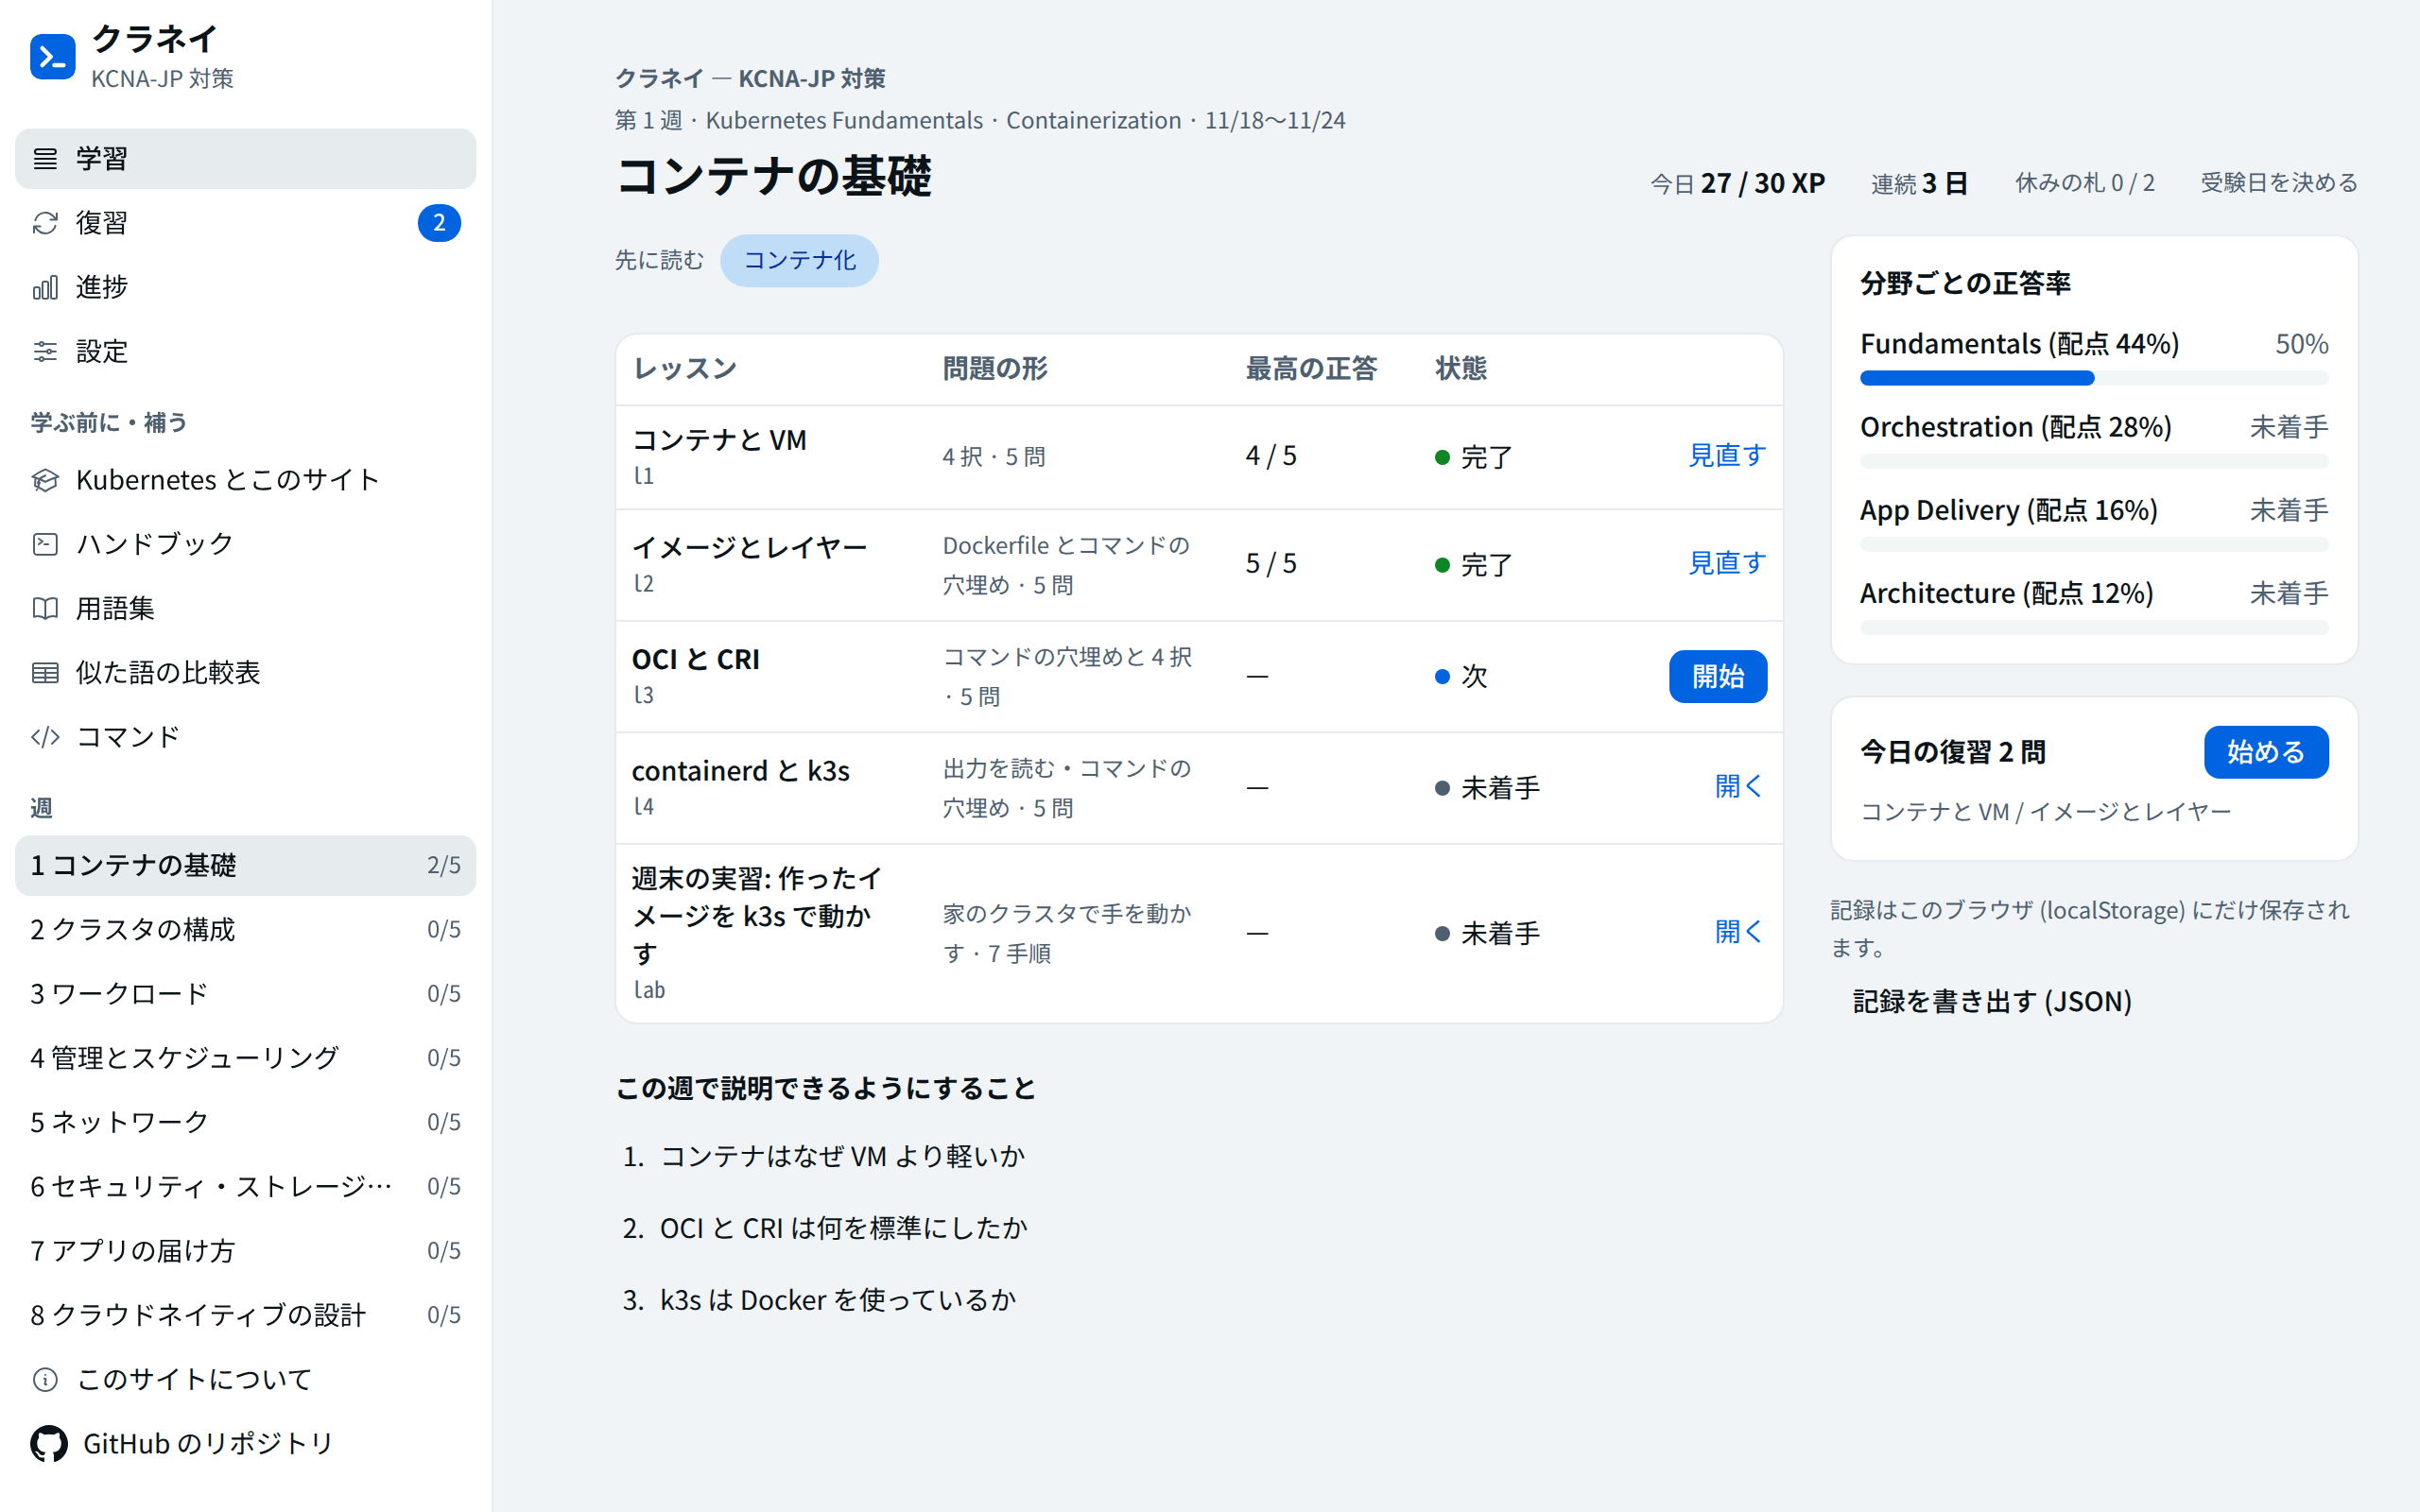 クラネイ
KCNA-JP 対策
学習
復習 2
進捗
設定
学ぶ前に・補う
Kubernetes とこのサイト
ハンドブック
用語集
似た語の比較表
コマンド
週
1 コンテナの基礎 2/5
2 クラスタの構成 0/5
3 ワークロード 0/5
4 管理とスケジューリング 0/5
5 ネットワーク 0/5
6 セキュリティ・ストレージ… 0/5
7 アプリの届け方 0/5
8 クラウドネイティブの設計 0/5
このサイトについて
GitHub のリポジトリ
クラネイ — KCNA-JP 対策
第 1 週 · Kubernetes Fundamentals · Containerization · 11/18〜11/24
コンテナの基礎
今日 27 / 30 XP 連続 3 日 休みの札 0 / 2 受験日を決める
先に読む コンテナ化
レッスン 問題の形 最高の正答 状態
コンテナと VM
l1
4 択 · 5 問
4 / 5
完了
見直す
イメージとレイヤー
l2
Dockerfile とコマンドの
穴埋め · 5 問
5 / 5
完了
見直す
OCI と CRI
l3
コマンドの穴埋めと 4 択
· 5 問
—
次
開始
containerd と k3s
l4
出力を読む・コマンドの
穴埋め · 5 問
—
未着手
開く
週末の実習: 作ったイ
メージを k3s で動か
す
lab
家のクラスタで手を動か
す · 7 手順
—
未着手
開く
この週で説明できるようにすること
1. コンテナはなぜ VM より軽いか
2. OCI と CRI は何を標準にしたか
3. k3s は Docker を使っているか
分野ごとの正答率
Fundamentals (配点 44%) 50%
Orchestration (配点 28%) 未着手
App Delivery (配点 16%) 未着手
Architecture (配点 12%) 未着手
今日の復習 2 問 始める
コンテナと VM / イメージとレイヤー
記録はこのブラウザ (localStorage) にだけ保存され
ます。
記録を書き出す (JSON)